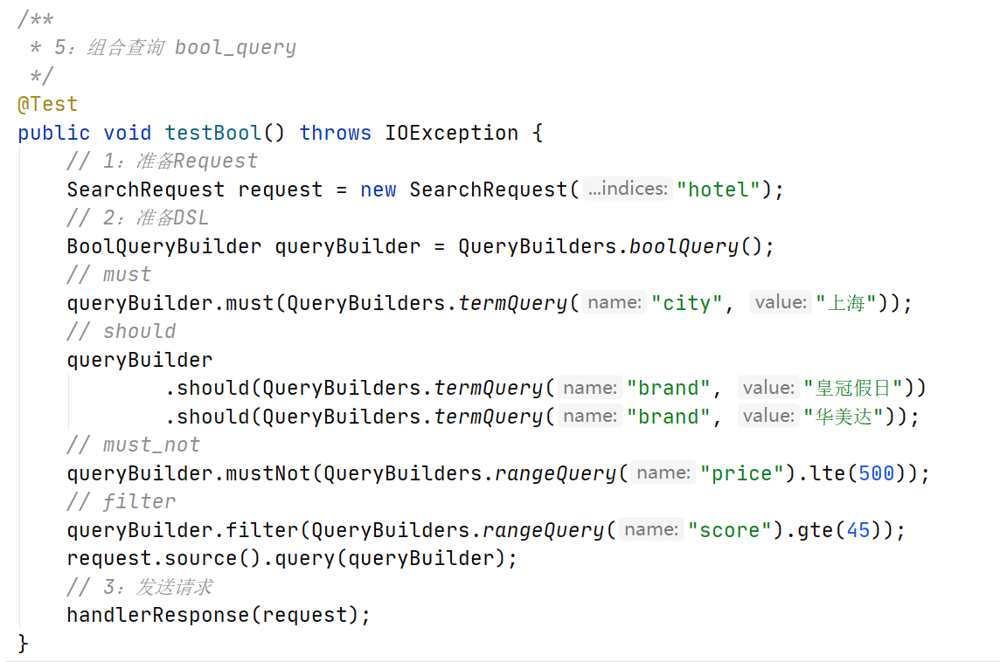 /**
 * 5：组合查询 bool_query
 */
@Test
public void testBool() throws IOException {
    // 1：准备Request
    SearchRequest request = new SearchRequest( ...indices: "hotel");
    // 2：准备DSL
    BoolQueryBuilder queryBuilder = QueryBuilders.boolQuery();
    // must
    queryBuilder.must(QueryBuilders.termQuery( name: "city", value: "上海"));
    // should
    queryBuilder
            .should(QueryBuilders.termQuery( name: "brand", value: "皇冠假日"))
            .should(QueryBuilders.termQuery( name: "brand", value: "华美达"));
    // must_not
    queryBuilder.mustNot(QueryBuilders.rangeQuery( name: "price").lte(500));
    // filter
    queryBuilder.filter(QueryBuilders.rangeQuery( name: "score").gte(45));
    request.source().query(queryBuilder);
    // 3：发送请求
    handlerResponse(request);
}